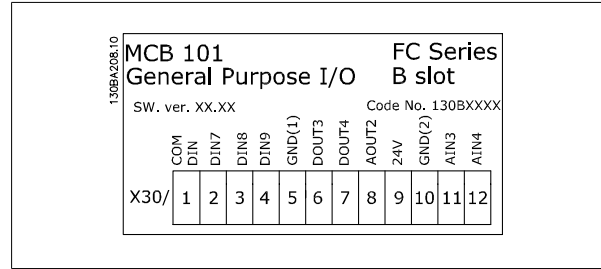 130BA208.10
MCB 101 FC Series
General Purpose I/O B slot
SW. ver. XX.XX Code No. 130BXXXX
COM DIN DIN7 DIN8 DIN9 GND(1) DOUT3 DOUT4 AOUT2 24V GND(2) AIN3 AIN4
X30/ 1 2 3 4 5 6 7 8 9 10 11 12